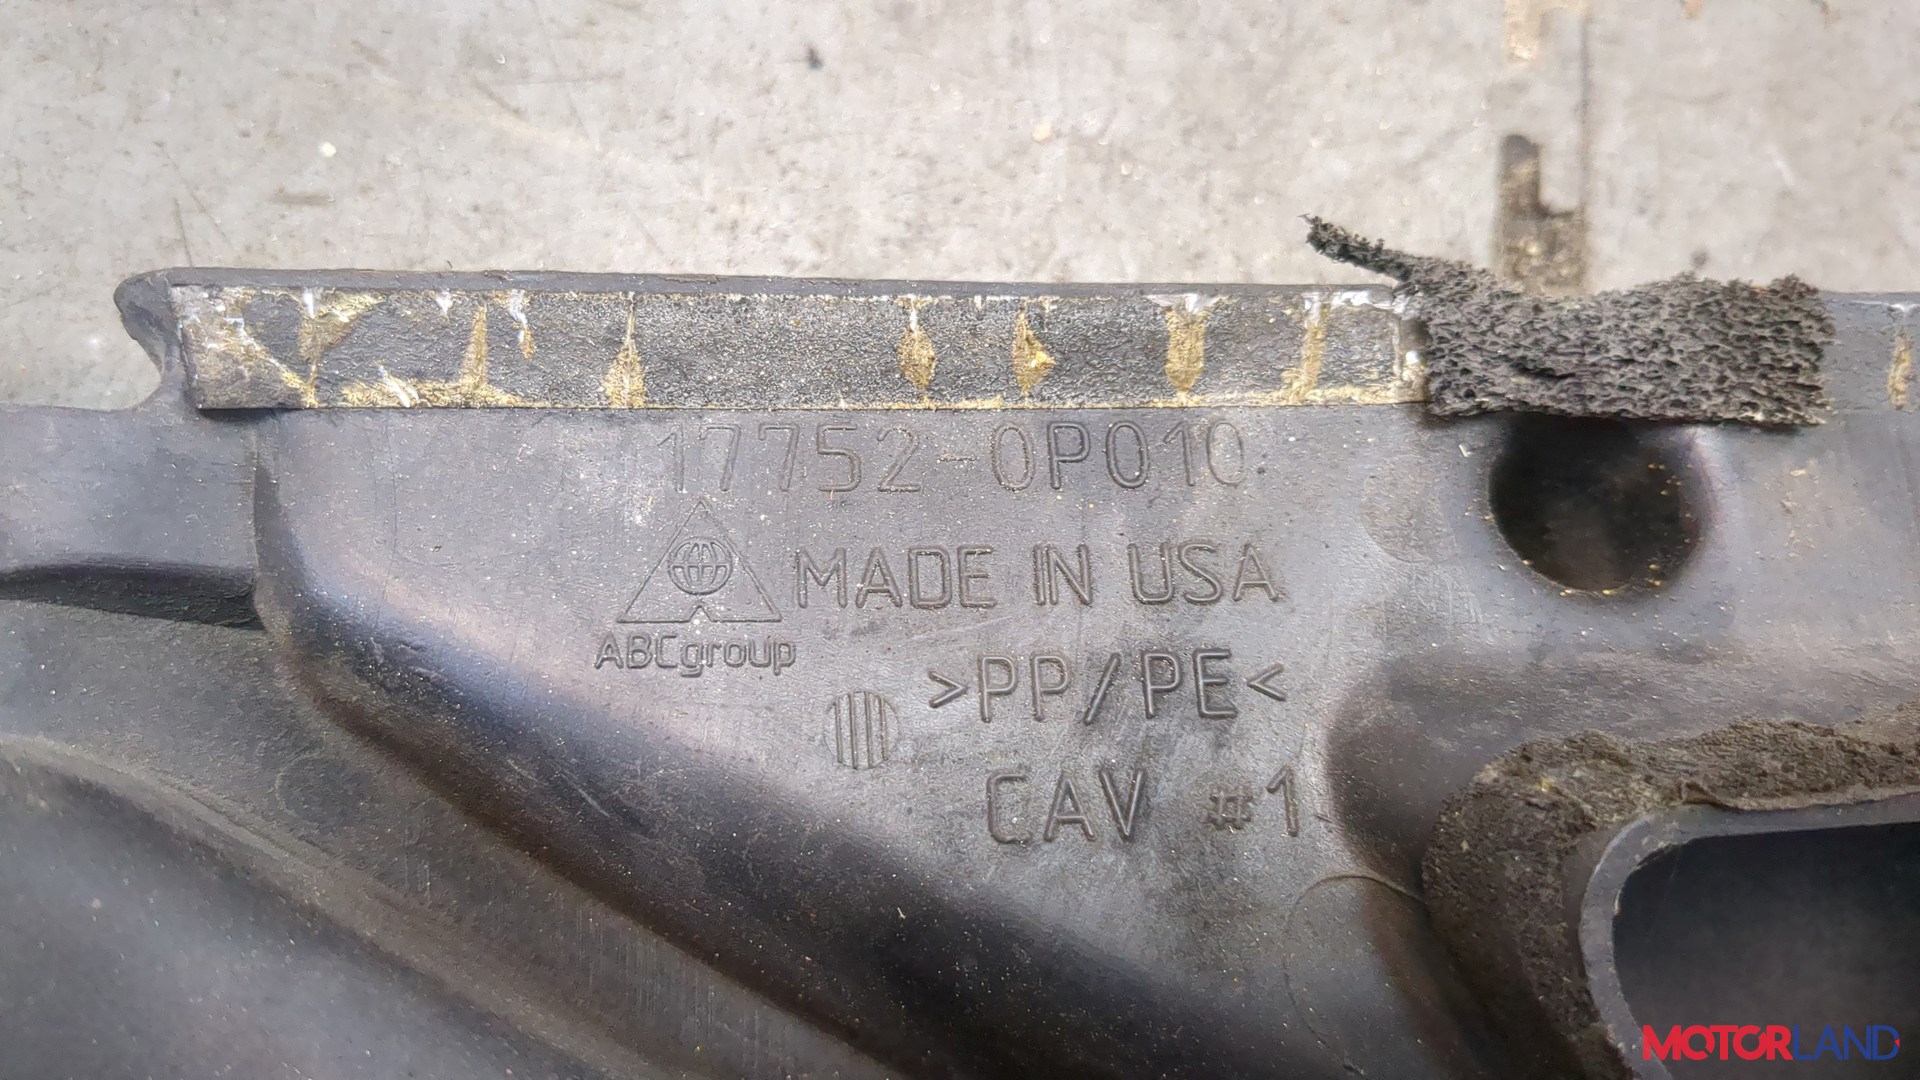 17752-0P010
MADE IN USA
ABCgroup
>PP/PE<
CAV #1
MOTORLAND